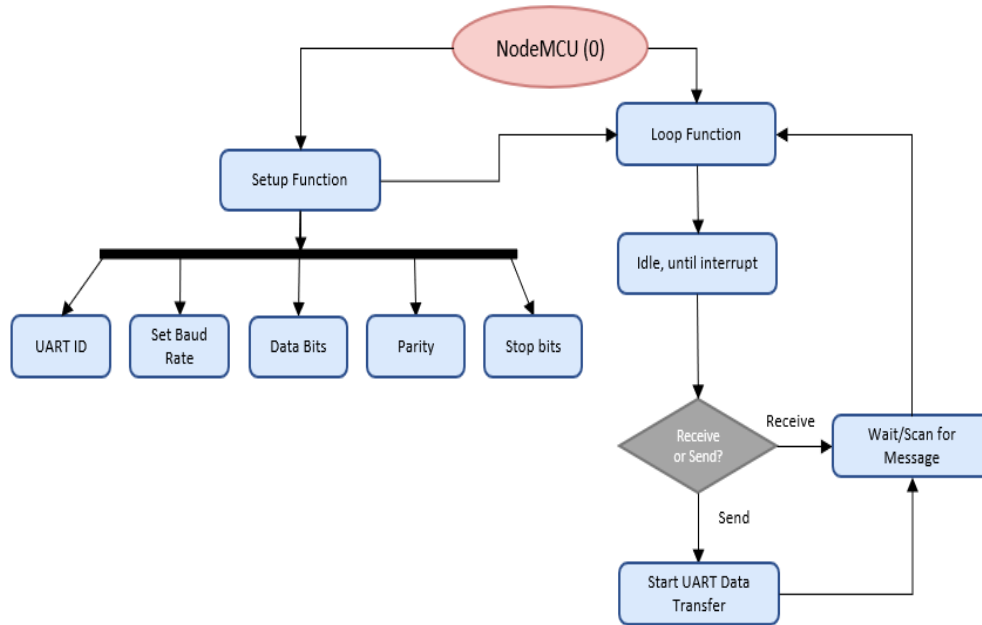 NodeMCU (0)
Loop Function
Setup Function
Idle, until interrupt
UART ID
Set Baud
Rate
Data Bits
Parity
Stop bits
Receive
or Send?
Receive
Wait/Scan for
Message
Send
Start UART Data
Transfer